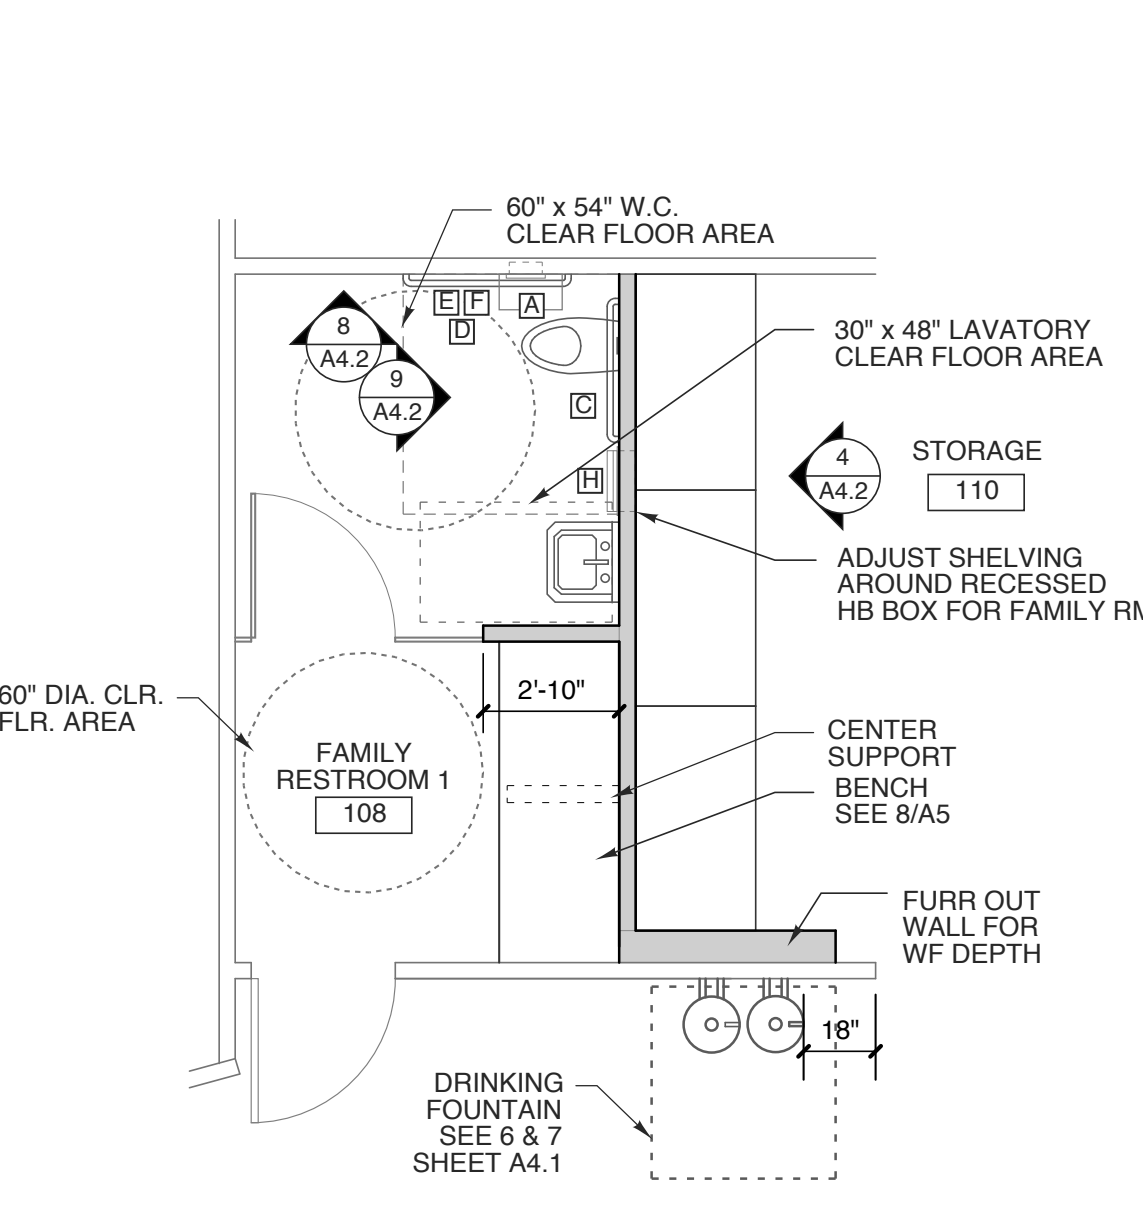 60" x 54" W.C.
CLEAR FLOOR AREA
E
F
A
D
8
A4.2
9
A4.2
30" x 48" LAVATORY
CLEAR FLOOR AREA
C
H
4
A4.2
STORAGE
110
ADJUST SHELVING
AROUND RECESSED
HB BOX FOR FAMILY RM
60" DIA. CLR.
FLR. AREA
2'-10"
FAMILY
RESTROOM 1
108
CENTER
SUPPORT
BENCH
SEE 8/A5
FURR OUT
WALL FOR
WF DEPTH
18"
DRINKING
FOUNTAIN
SEE 6 & 7
SHEET A4.1